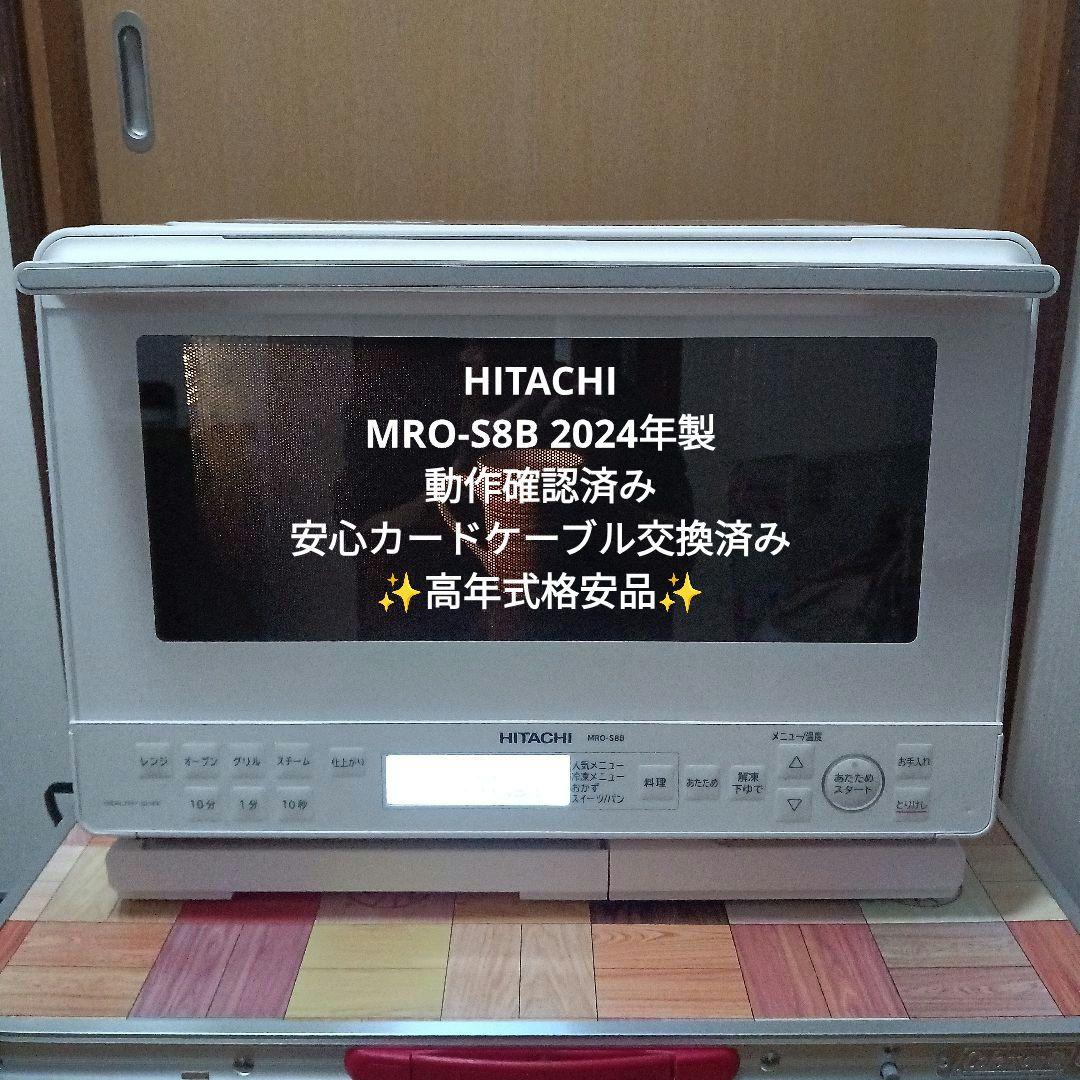 HITACHI
MRO-S8B 2024年製
動作確認済み
安心カードケーブル交換済み
✨高年式格安品✨
HITACHI MRO-S8B
メニュー/温度
レンジ オーブン グリル スチーム 仕上がり
10分 1分 10秒
人気メニュー
冷凍メニュー
おかず
スイーツ/パン
料理
あたため
解凍
下ゆで
△
▽
あたため
スタート
お手入れ
とりけし